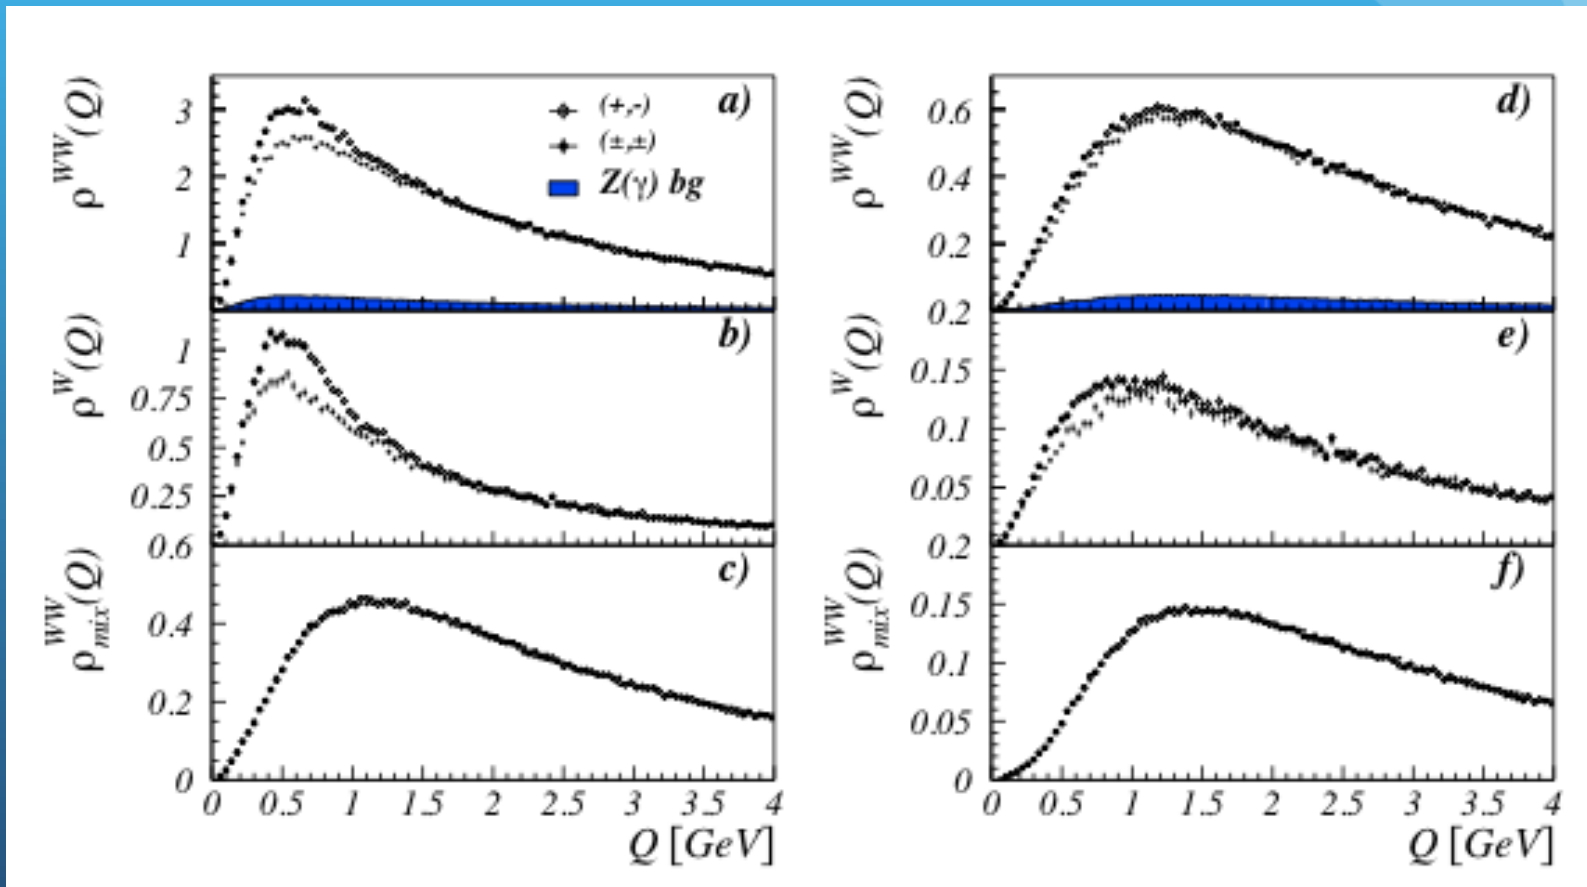 ρ^WW(Q)
3
2
1
(+,-)
(±,±)
Z(γ) bg
a)
ρ^W(Q)
1
0.75
0.5
0.25
b)
ρ^WW_mix(Q)
0.6
0.4
0.2
0
c)
0 0.5 1 1.5 2 2.5 3 3.5 4
Q [GeV]
ρ^WW(Q)
0.6
0.4
0.2
d)
ρ^W(Q)
0.2
0.15
0.1
0.05
e)
ρ^WW_mix(Q)
0.2
0.15
0.1
0.05
0
f)
0 0.5 1 1.5 2 2.5 3 3.5 4
Q [GeV]